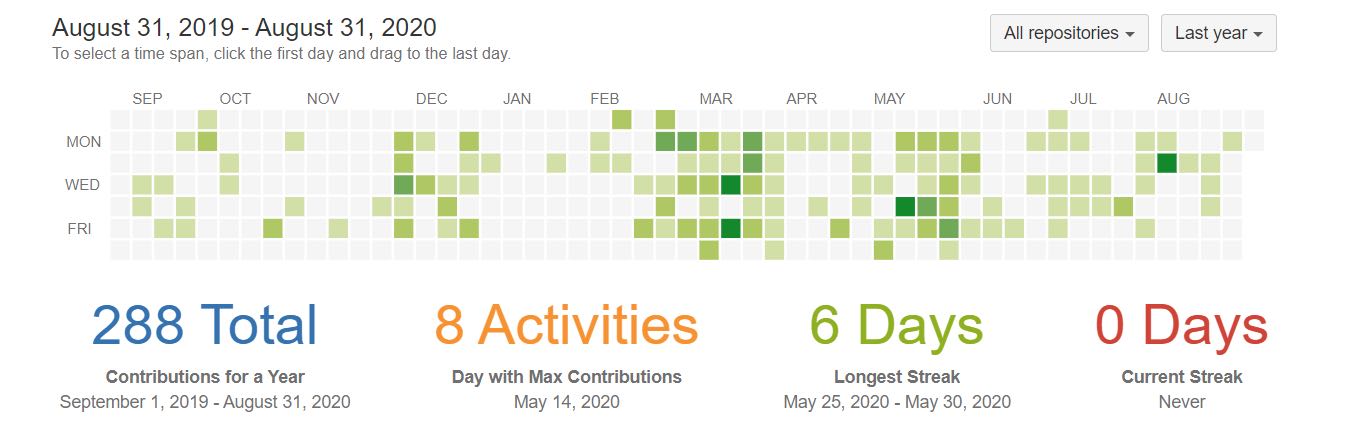 August 31, 2019 - August 31, 2020
All repositories
Last year
To select a time span, click the first day and drag to the last day.
SEP OCT NOV DEC JAN FEB MAR APR MAY JUN JUL AUG
MON
WED
FRI
288 Total 8 Activities 6 Days 0 Days
Contributions for a Year Day with Max Contributions Longest Streak Current Streak
September 1, 2019 - August 31, 2020 May 14, 2020 May 25, 2020 - May 30, 2020 Never